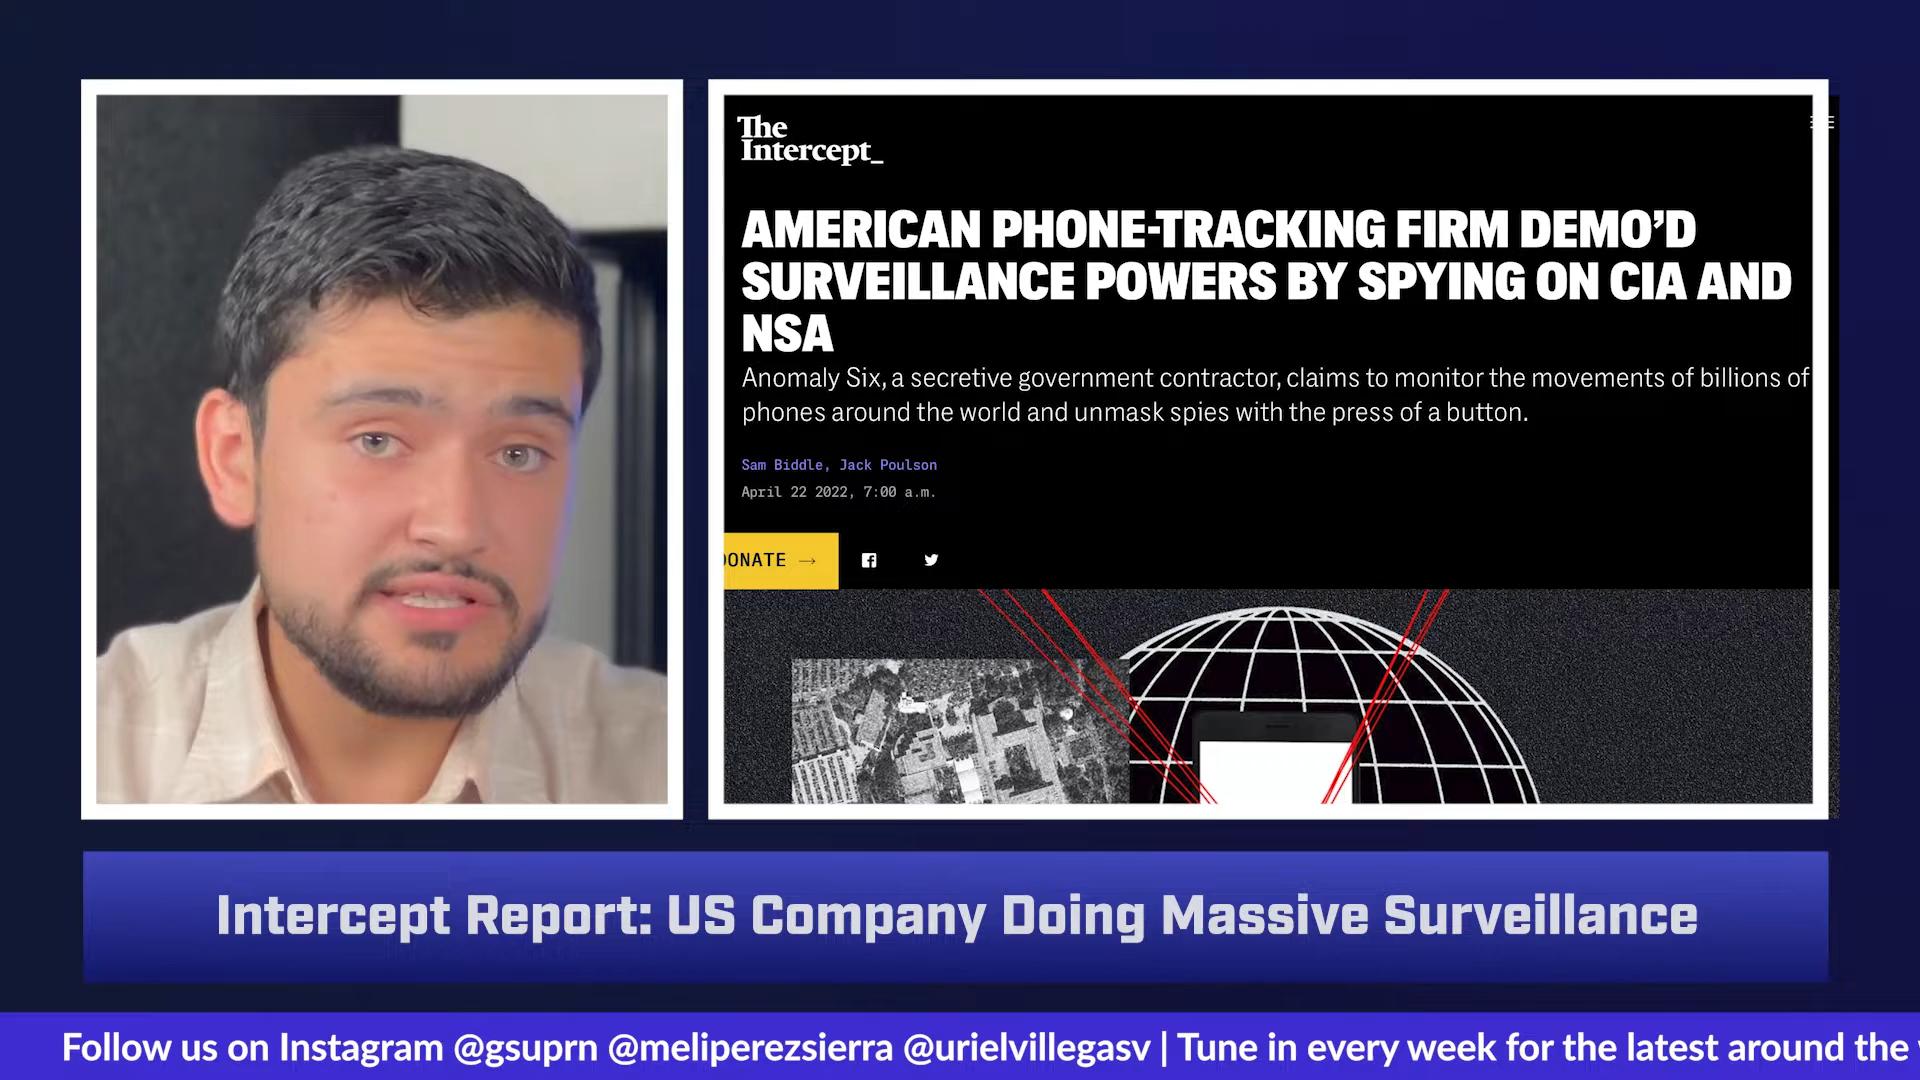 The
Intercept_
AMERICAN PHONE-TRACKING FIRM DEMO'D
SURVEILLANCE POWERS BY SPYING ON CIA AND
NSA
Anomaly Six, a secretive government contractor, claims to monitor the movements of billions of
phones around the world and unmask spies with the press of a button.
Sam Biddle, Jack Poulson
April 22 2022, 7:00 a.m.
DONATE →
Intercept Report: US Company Doing Massive Surveillance
Follow us on Instagram @gsuprn @meliperezsierra @urielvillegasv | Tune in every week for the latest around the